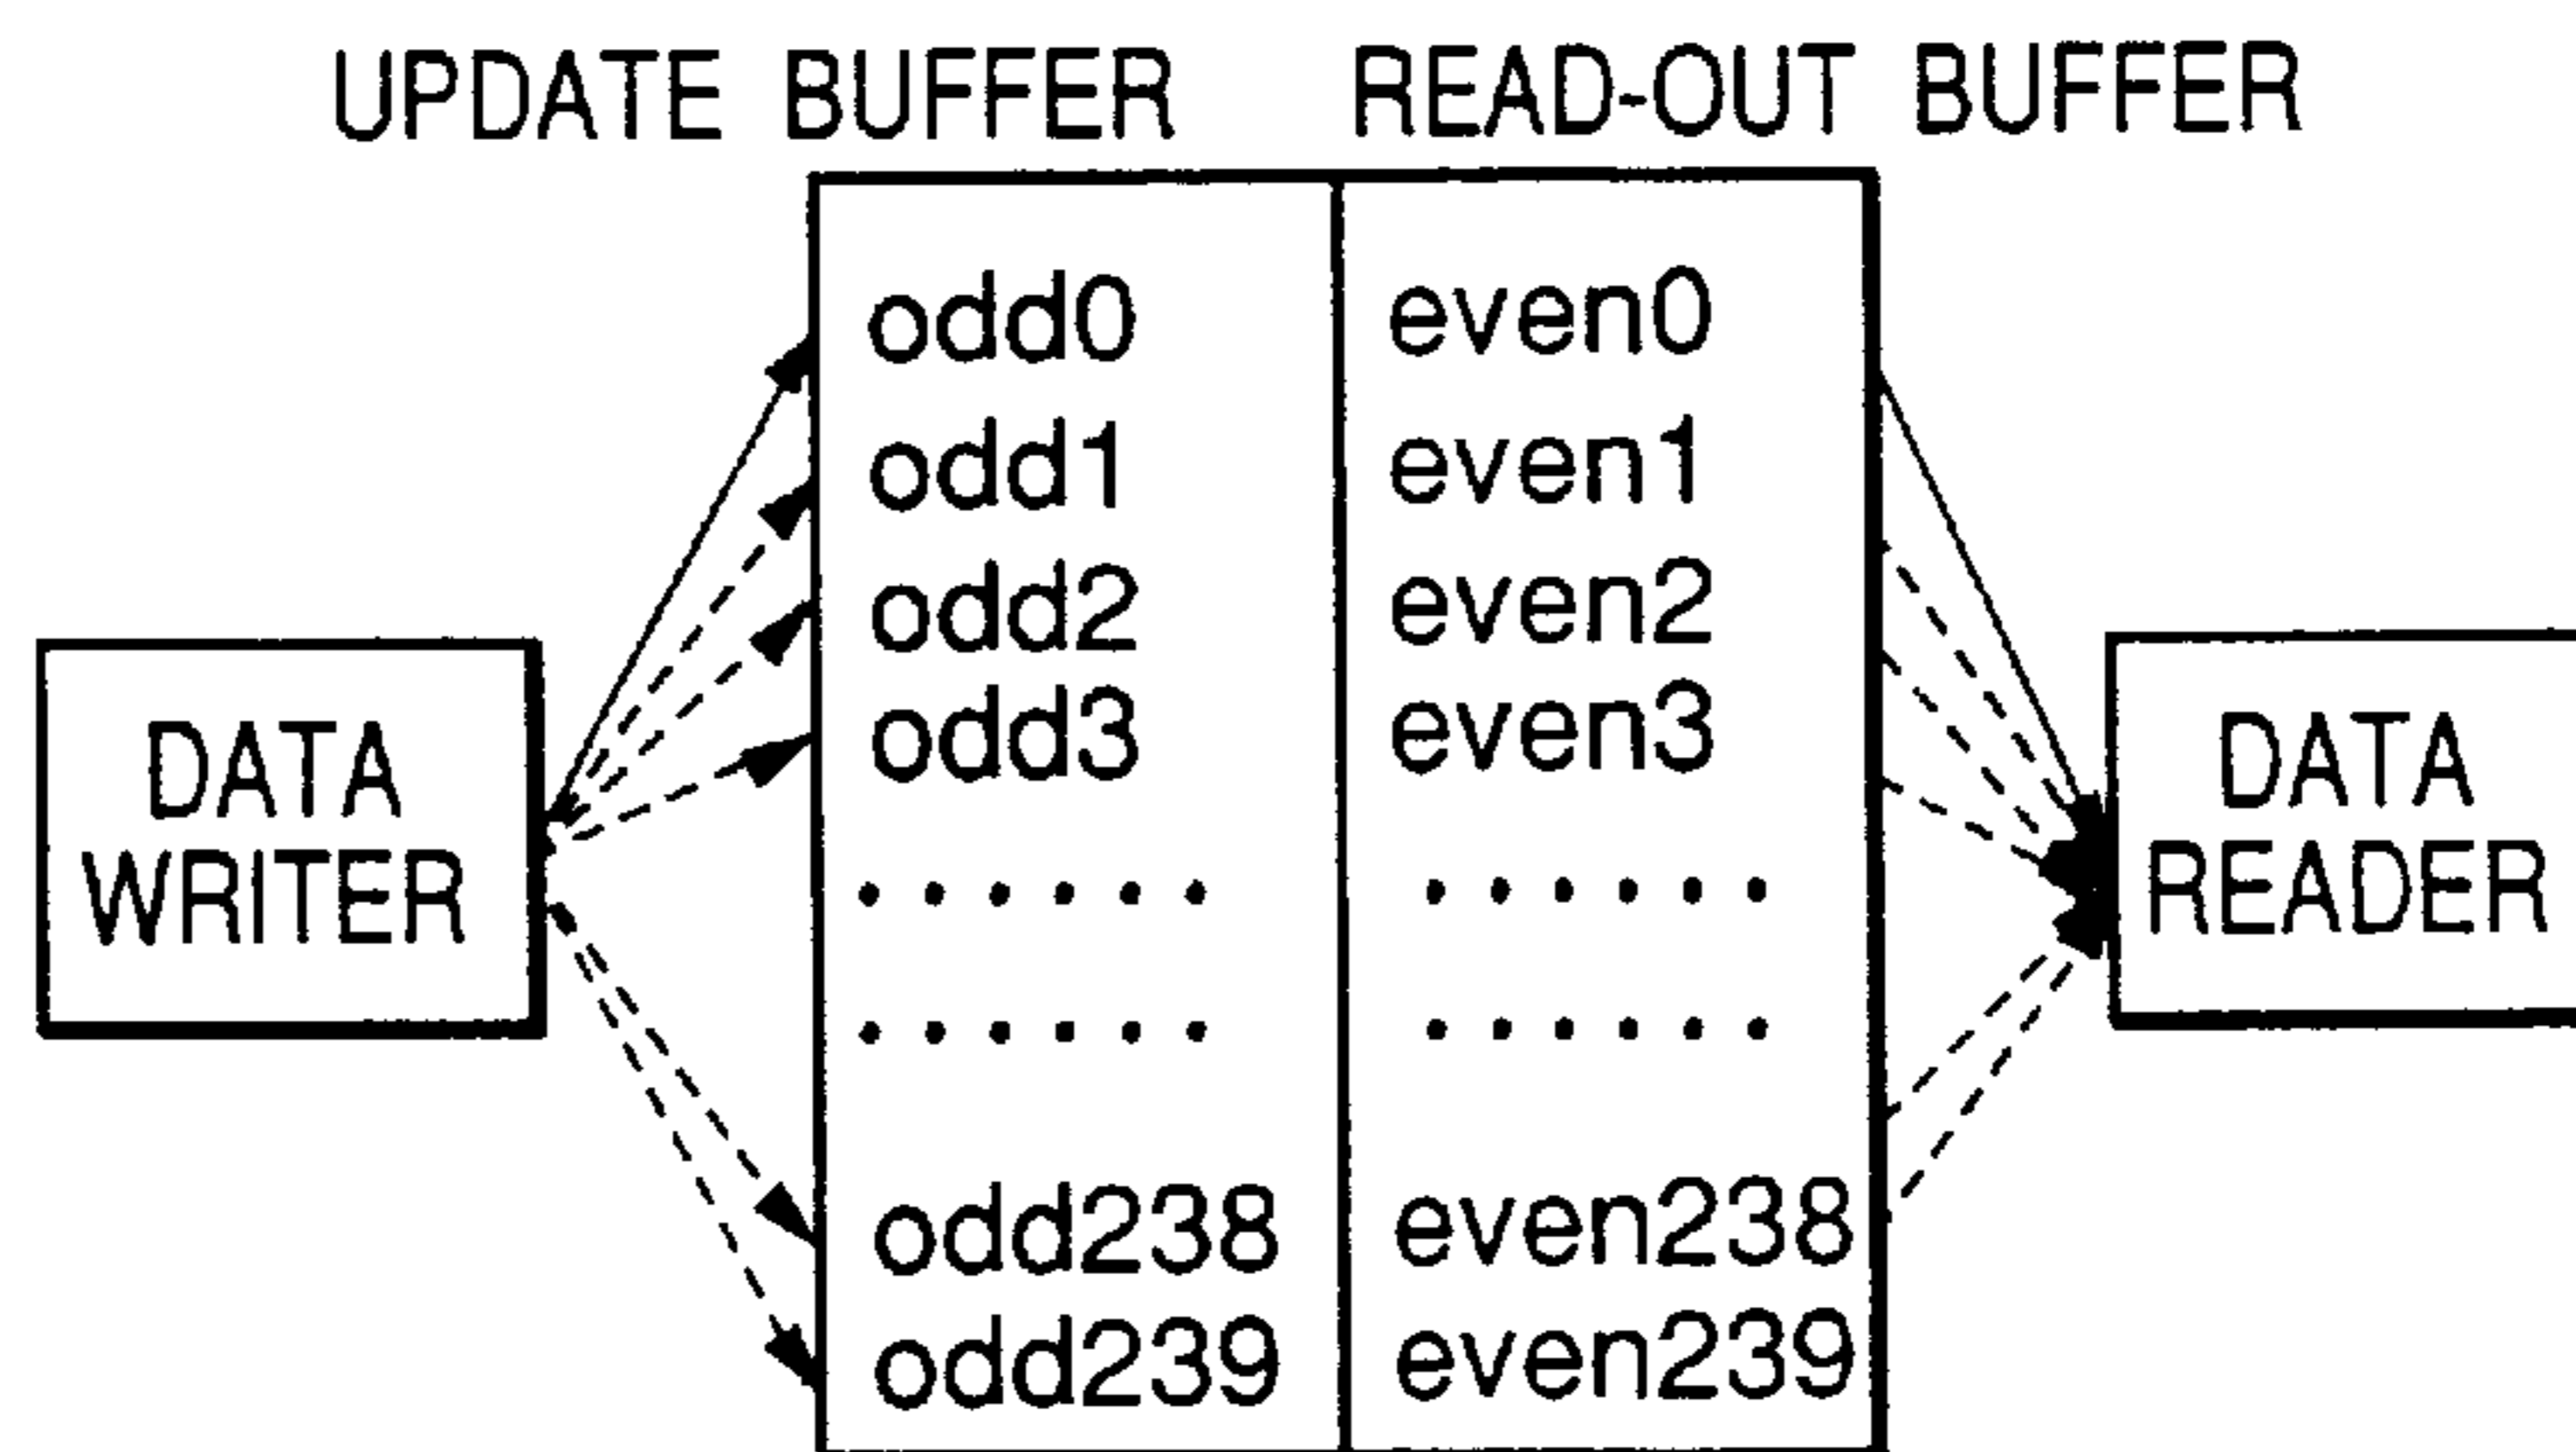 UPDATE BUFFER READ-OUT BUFFER
odd0 even0
odd1 even1
odd2 even2
odd3 even3
DATA WRITER
DATA READER
. . . . . . . . . . . .
. . . . . . . . . . . .
odd238 even238
odd239 even239